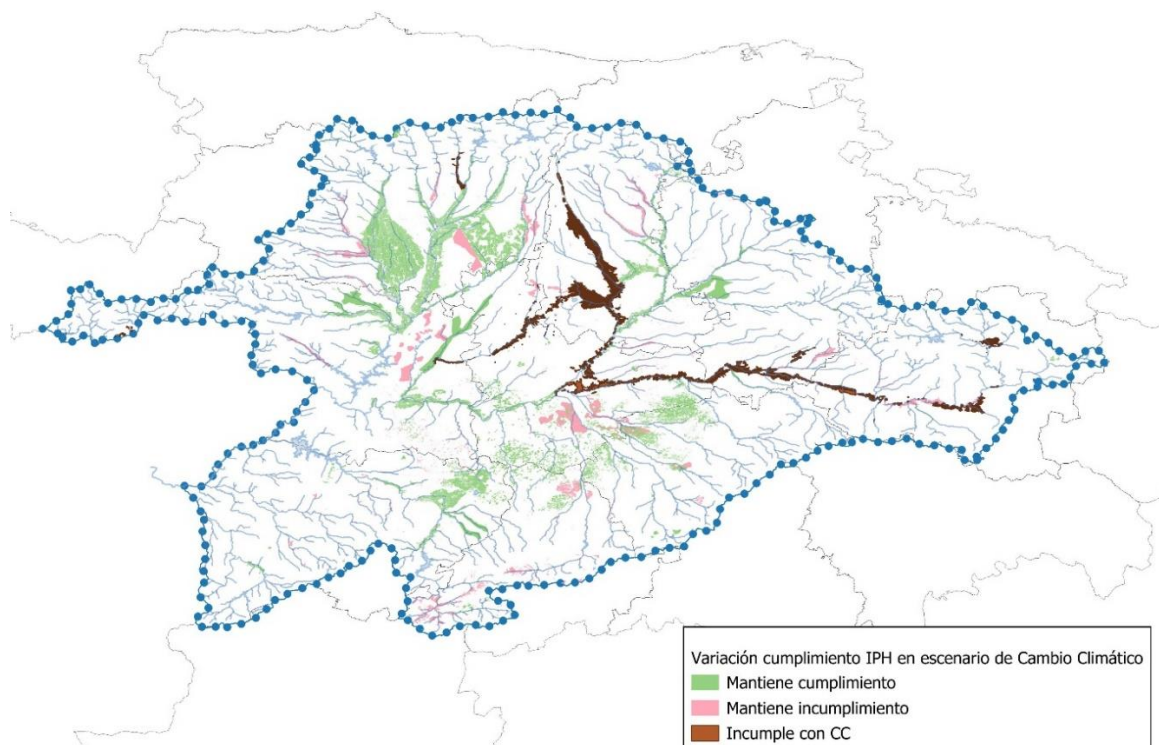 Variación cumplimiento IPH en escenario de Cambio Climático
Mantiene cumplimiento
Mantiene incumplimiento
Incumple con CC